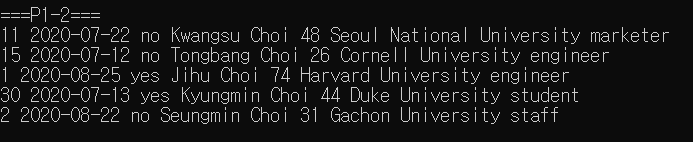 ===P1-2===
11 2020-07-22 no Kwangsu Choi 48 Seoul National University marketer
15 2020-07-12 no Tongbang Choi 26 Cornell University engineer
1 2020-08-25 yes Jihu Choi 74 Harvard University engineer
30 2020-07-13 yes Kyungmin Choi 44 Duke University student
2 2020-08-22 no Seungmin Choi 31 Gachon University staff